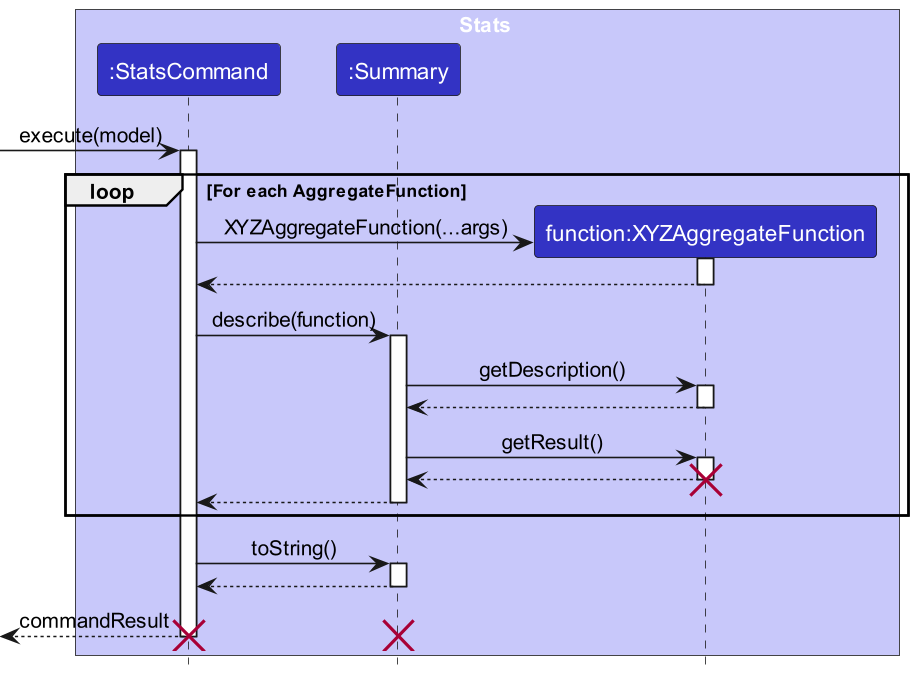 Stats
:StatsCommand
:Summary
execute(model)
loop
[For each AggregateFunction]
XYZAggregateFunction(...args)
function:XYZAggregateFunction
describe(function)
getDescription()
getResult()
toString()
commandResult